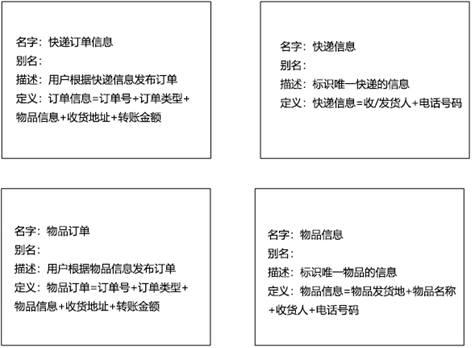 名字：快递订单信息
别名：
描述：用户根据快递信息发布订单
定义：订单信息=订单号+订单类型+
物品信息+收货地址+转账金额
名字：快递信息
别名：
描述：标识唯一快递的信息
定义：快递信息=收/发货人+电话号码
名字：物品订单
别名：
描述：用户根据物品信息发布订单
定义：物品订单=订单号+订单类型+
物品信息+收货地址+转账金额
名字：物品信息
别名：
描述：标识唯一物品的信息
定义：物品信息=物品发货地+物品名称
+收货人+电话号码